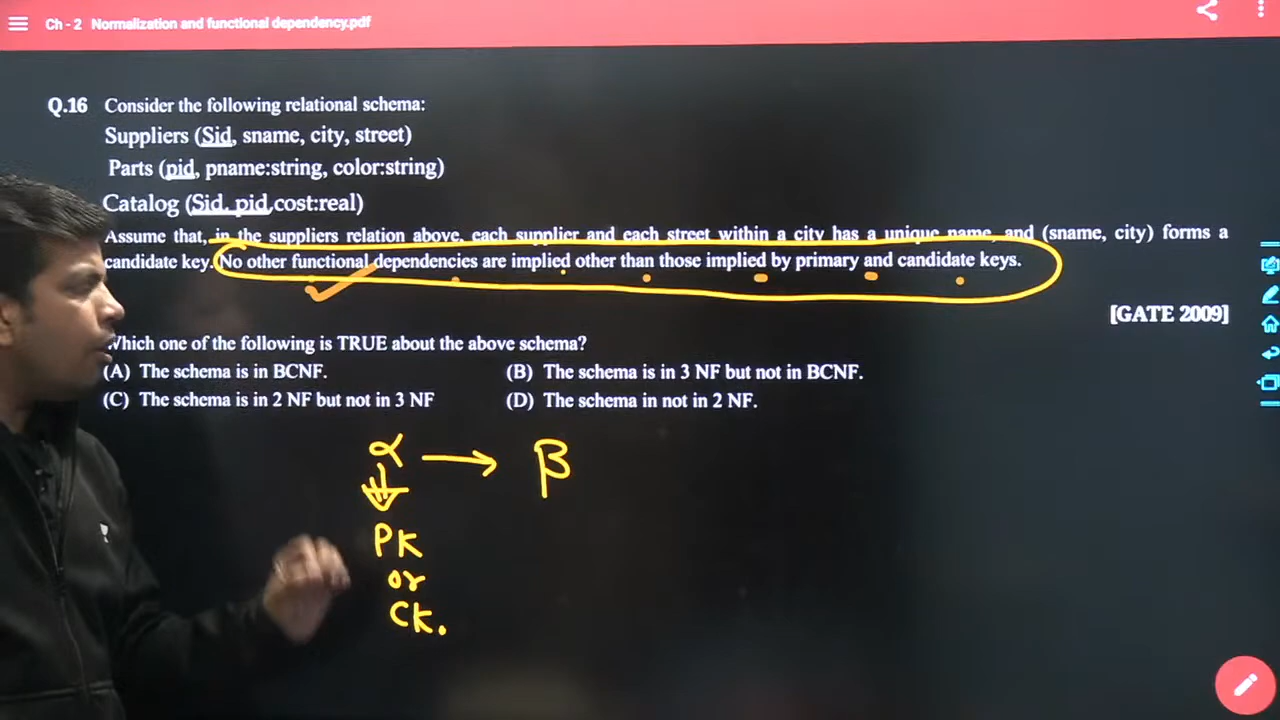 Ch - 2 Normalization and functional dependency.pdf
Q.16 Consider the following relational schema:
Suppliers (Sid, sname, city, street)
Parts (pid, pname:string, color:string)
Catalog (Sid, pid,cost:real)
Assume that, in the suppliers relation above, each supplier and each street within a city has a unique name, and (sname, city) forms a
candidate key. No other functional dependencies are implied other than those implied by primary and candidate keys.
[GATE 2009]
Which one of the following is TRUE about the above schema?
(A) The schema is in BCNF. (B) The schema is in 3 NF but not in BCNF.
(C) The schema is in 2 NF but not in 3 NF (D) The schema in not in 2 NF.
α → β
PK
or
CK.